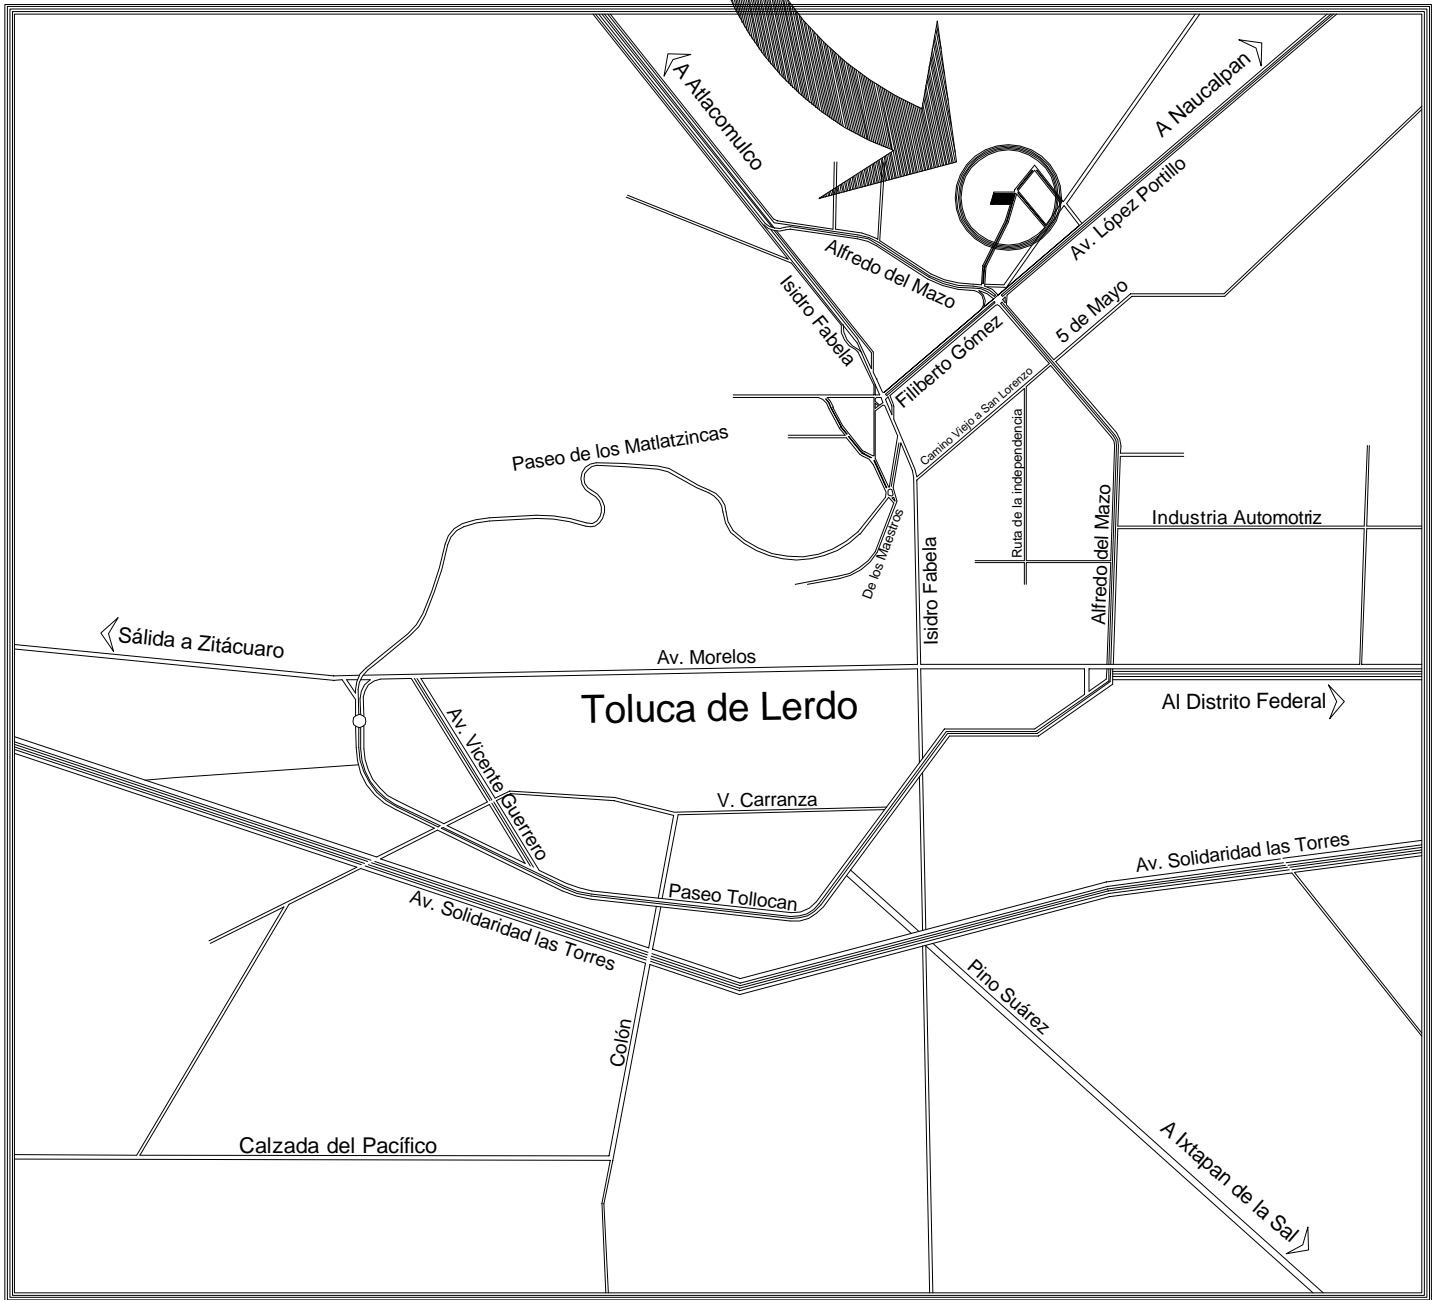 A Atlacomulco
A Naucalpan
Av. López Portillo
Alfredo del Mazo
Isidro Fabela
5 de Mayo
Filiberto Gómez
Camino Viejo a San Lorenzo
Ruta de la independencia
Paseo de los Matlatzincas
Alfredo del Mazo
Industria Automotriz
De los Maestros
Isidro Fabela
Sálida a Zitácuaro
Av. Morelos
Toluca de Lerdo
Al Distrito Federal
Av. Vicente Guerrero
V. Carranza
Av. Solidaridad las Torres
Paseo Tollocan
Av. Solidaridad las Torres
Pino Suárez
Colón
Calzada del Pacífico
A Ixtapan de la Sal